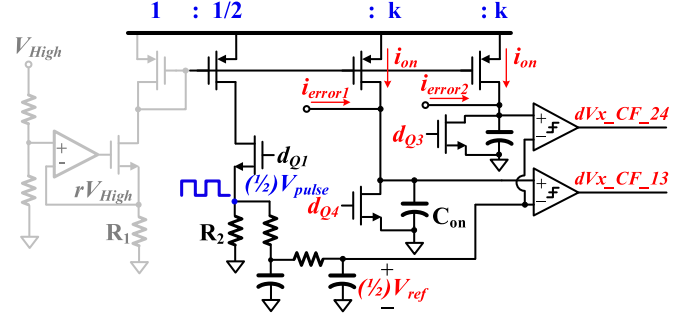 1 : 1/2 : k : k
V_High
i_on
i_on
i_error1
i_error2
dVx_CF_24
d_Q3
+
-
+
-
d_Q1
rV_High
(½)V_pulse
dVx_CF_13
+
-
d_Q4
R_1
R_2
C_on
+
(½)V_ref
-